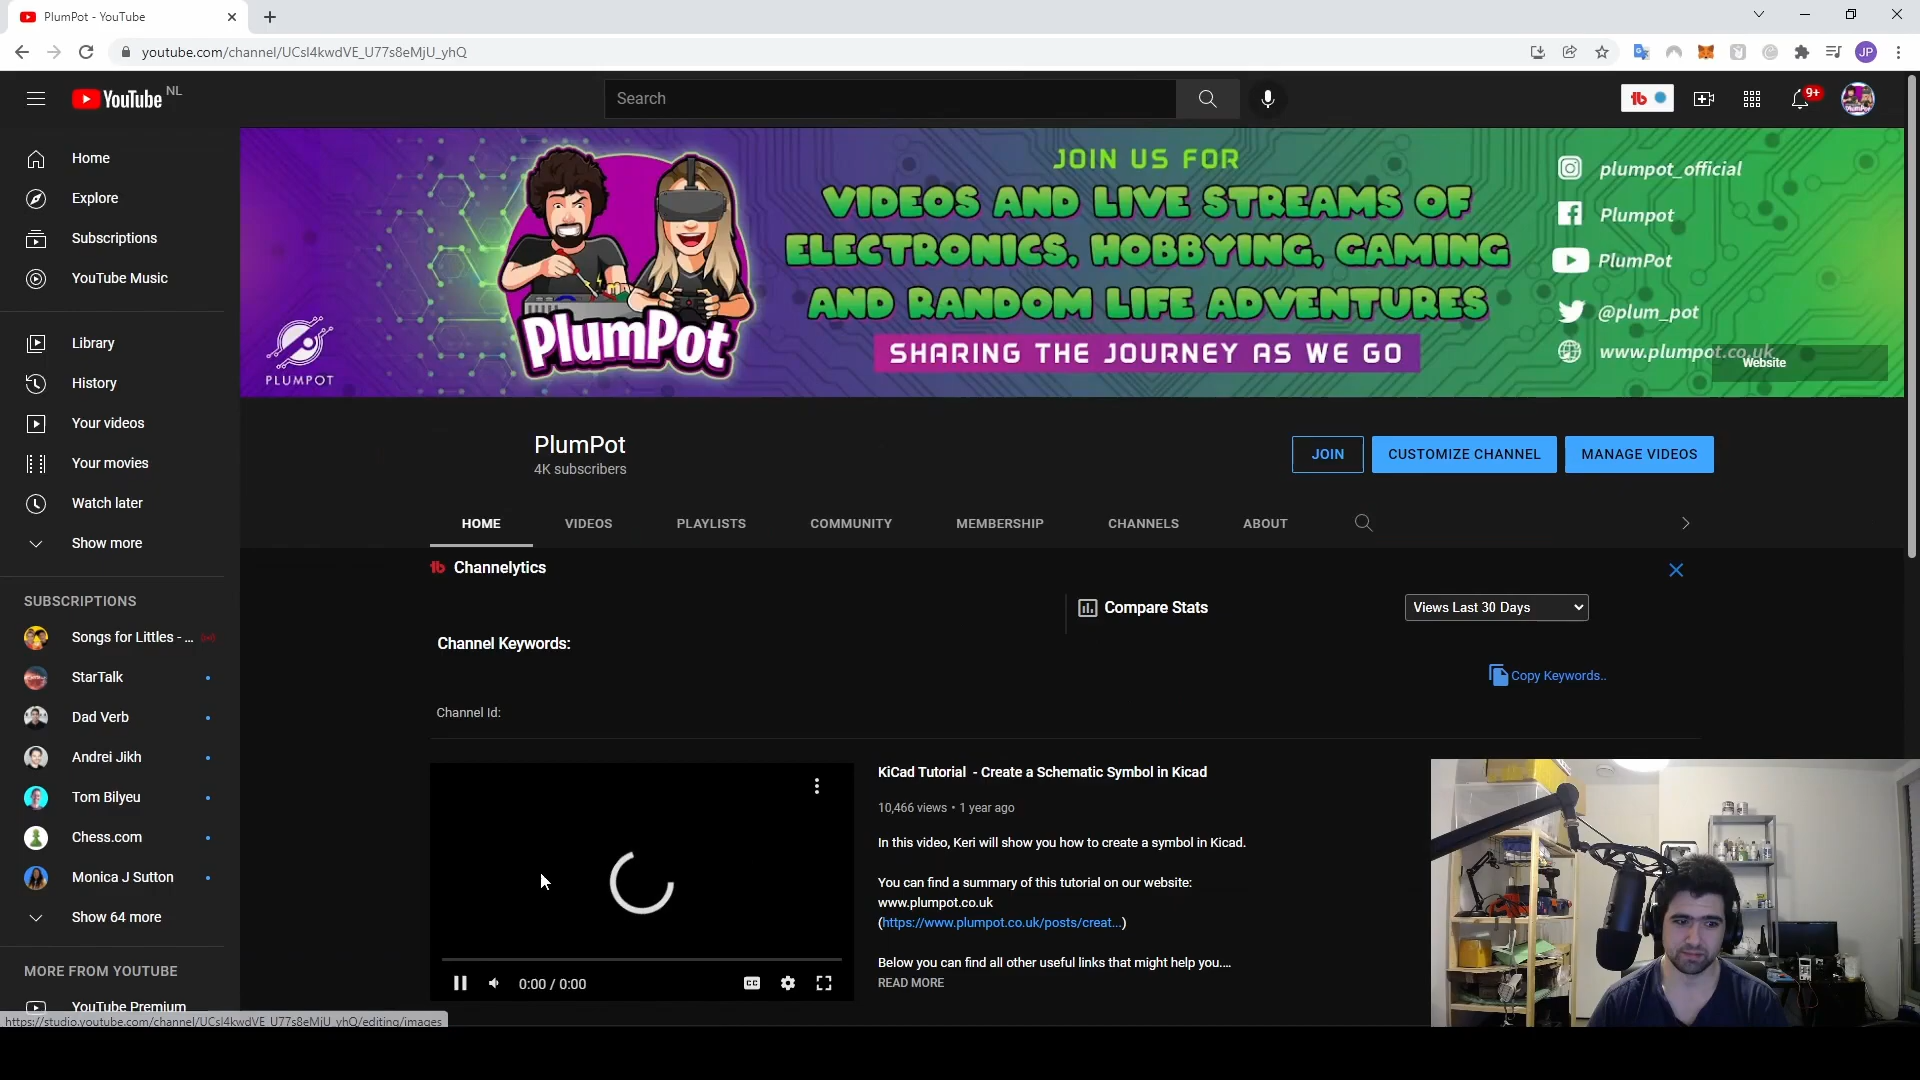 PlumPot - YouTube
youtube.com/channel/UCsI4kwdVE_U77s8eMjU_yhQ
JP
YouTube NL
Search
9+
Home
Explore
Subscriptions
YouTube Music
Library
History
Your videos
Your movies
Watch later
Show more
SUBSCRIPTIONS
Songs for Littles - ...
StarTalk
Dad Verb
Andrei Jikh
Tom Bilyeu
Chess.com
Monica J Sutton
Show 64 more
MORE FROM YOUTUBE
YouTube Premium
https://studio.youtube.com/channel/UCsI4kwdVE_U77s8eMjU_yhQ/editing/images
PLUMPOT
PlumPot
JOIN US FOR
VIDEOS AND LIVE STREAMS OF
ELECTRONICS, HOBBYING, GAMING
AND RANDOM LIFE ADVENTURES
SHARING THE JOURNEY AS WE GO
plumpot_official
Plumpot
PlumPot
@plum_pot
www.plumpot.co.uk
Website
PlumPot
4K subscribers
JOIN
CUSTOMIZE CHANNEL
MANAGE VIDEOS
HOME
VIDEOS
PLAYLISTS
COMMUNITY
MEMBERSHIP
CHANNELS
ABOUT
tb Channelytics
Compare Stats
Views Last 30 Days
Channel Keywords:
Copy Keywords..
Channel Id:
0:00 / 0:00
CC
KiCad Tutorial - Create a Schematic Symbol in Kicad
10,466 views • 1 year ago
In this video, Keri will show you how to create a symbol in Kicad.
You can find a summary of this tutorial on our website:
www.plumpot.co.uk
(https://www.plumpot.co.uk/posts/creat...)
Below you can find all other useful links that might help you....
READ MORE